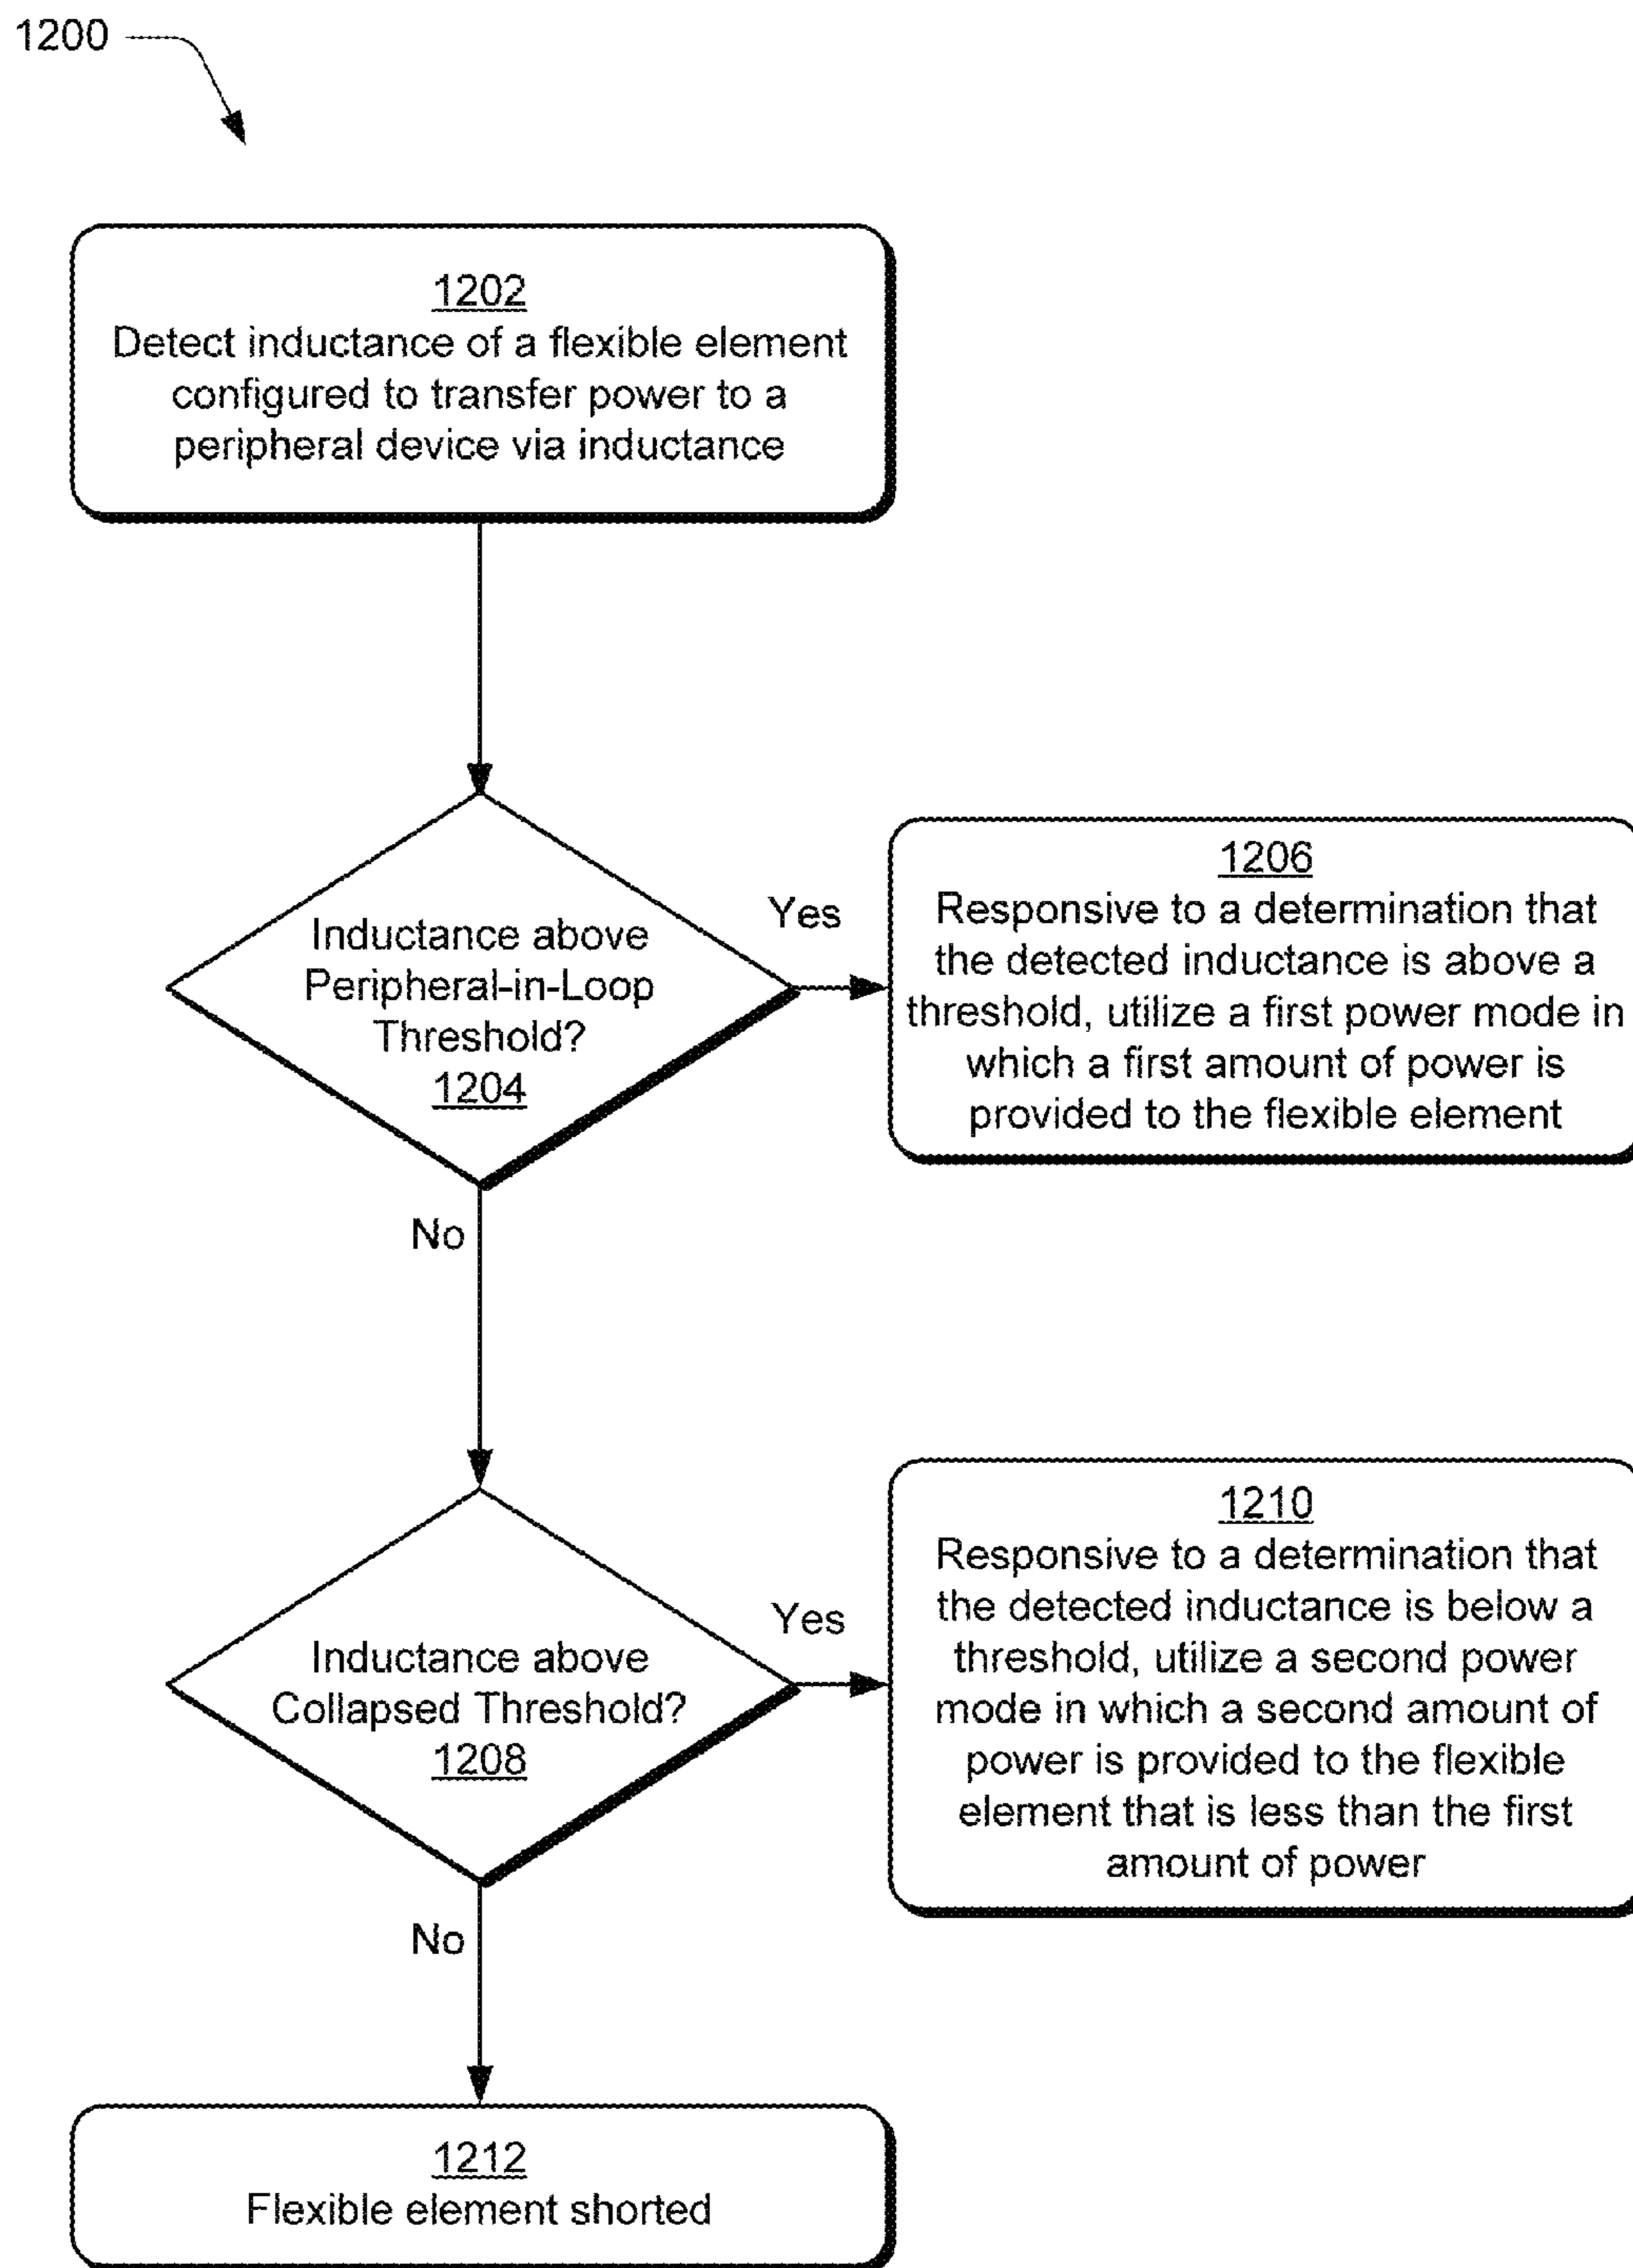 1200
1202
Detect inductance of a flexible element
configured to transfer power to a
peripheral device via inductance
Inductance above
Peripheral-in-Loop
Threshold?
1204
Yes
1206
Responsive to a determination that
the detected inductance is above a
threshold, utilize a first power mode in
which a first amount of power is
provided to the flexible element
No
Inductance above
Collapsed Threshold?
1208
Yes
1210
Responsive to a determination that
the detected inductance is below a
threshold, utilize a second power
mode in which a second amount of
power is provided to the flexible
element that is less than the first
amount of power
No
1212
Flexible element shorted